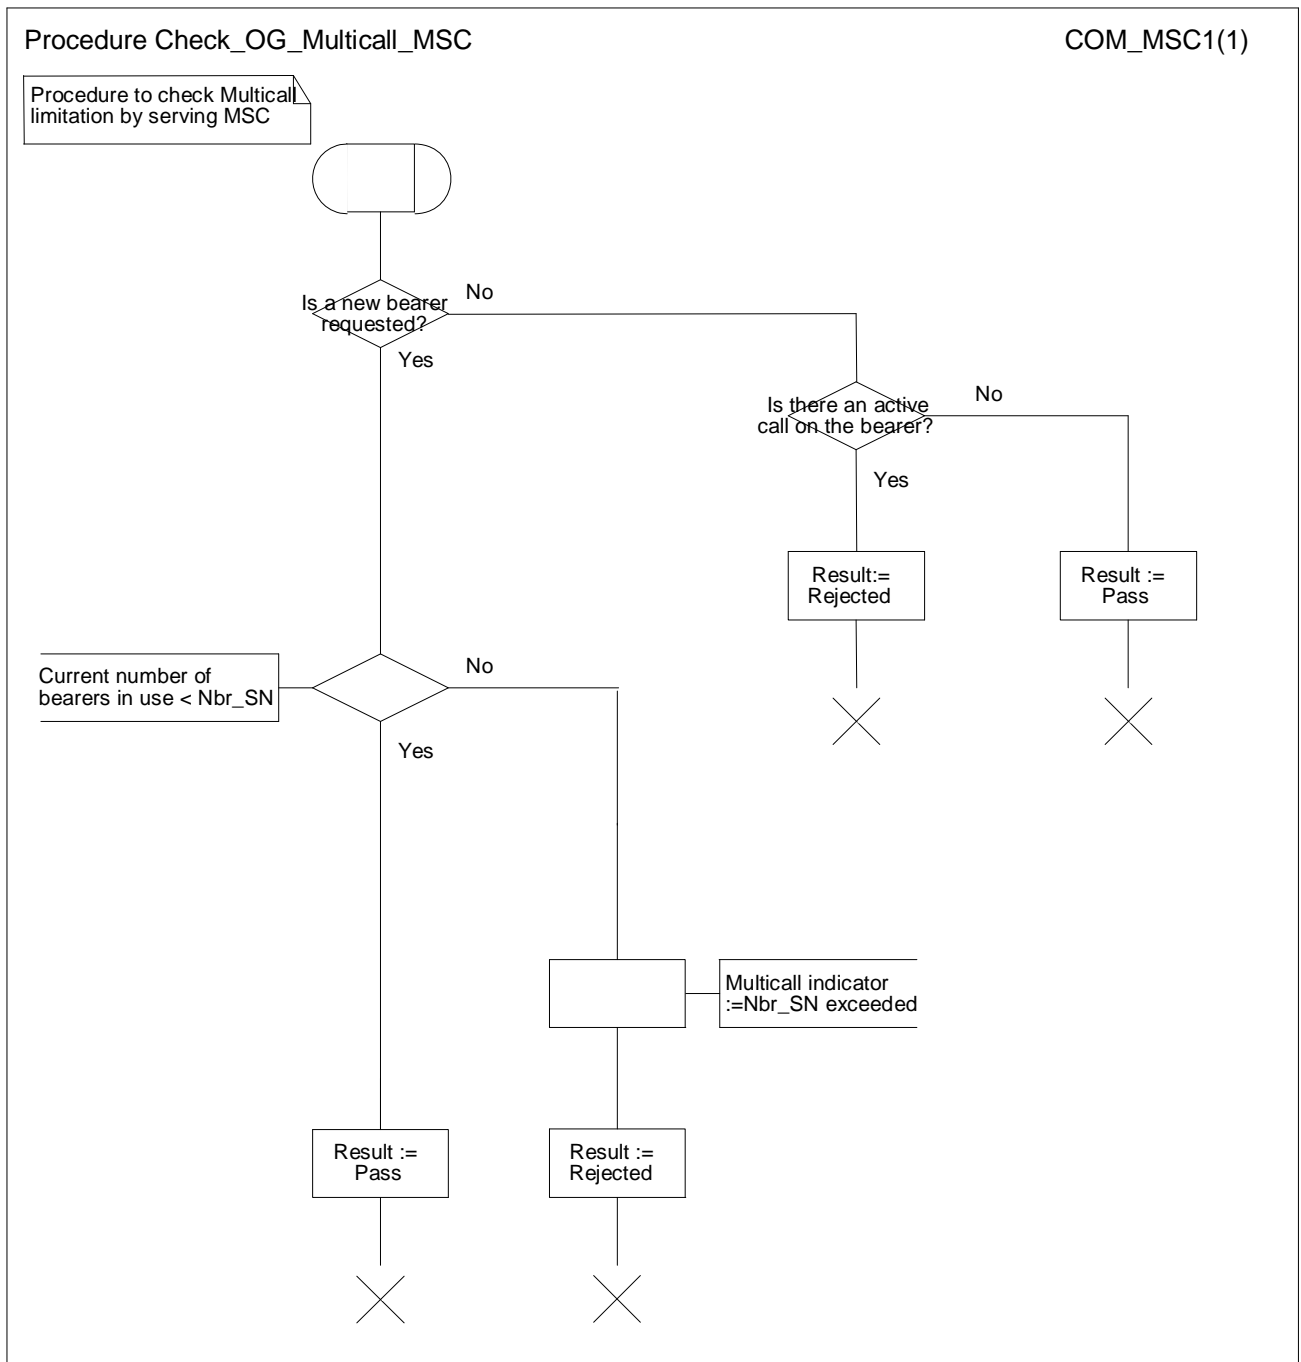 Procedure Check_OG_Multicall_MSC
COM_MSC1(1)
Procedure to check Multicall
limitation by serving MSC
Is a new bearer
requested?
No
Yes
Is there an active
call on the bearer?
No
Yes
Result:=
Rejected
Result :=
Pass
Current number of
bearers in use < Nbr_SN
No
Yes
Multicall indicator
:=Nbr_SN exceeded
Result :=
Pass
Result :=
Rejected